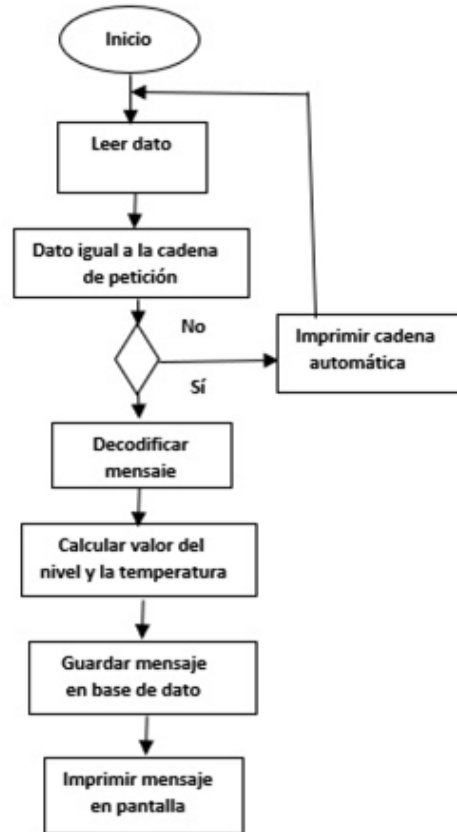 Inicio
Leer dato
Dato igual a la cadena
de petición
No
Imprimir cadena
automática
Sí
Decodificar
mensaie
Calcular valor del
nivel y la temperatura
Guardar mensaje
en base de dato
Imprimir mensaje
en pantalla